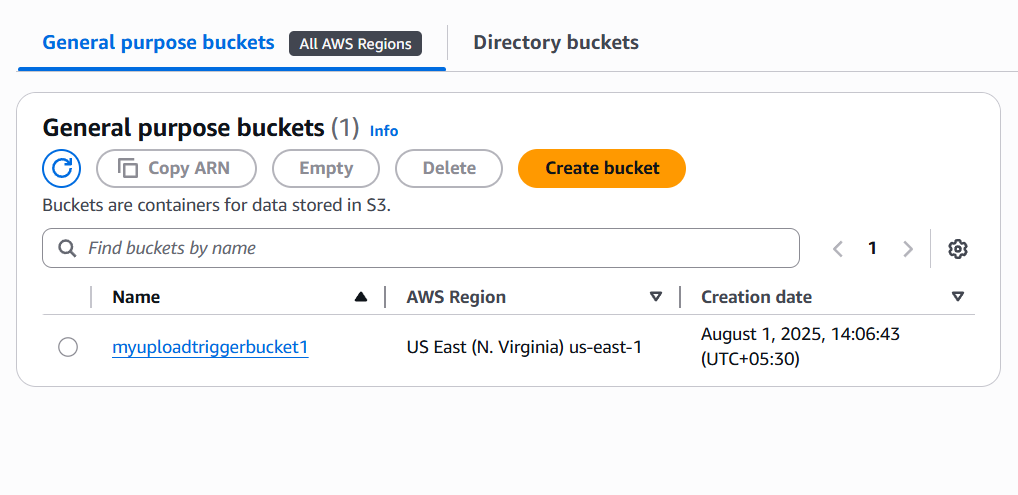 General purpose buckets All AWS Regions Directory buckets
General purpose buckets (1) Info
Copy ARN Empty Delete Create bucket
Buckets are containers for data stored in S3.
Find buckets by name 1
Name AWS Region Creation date
myuploadtriggerbucket1 US East (N. Virginia) us-east-1 August 1, 2025, 14:06:43
(UTC+05:30)